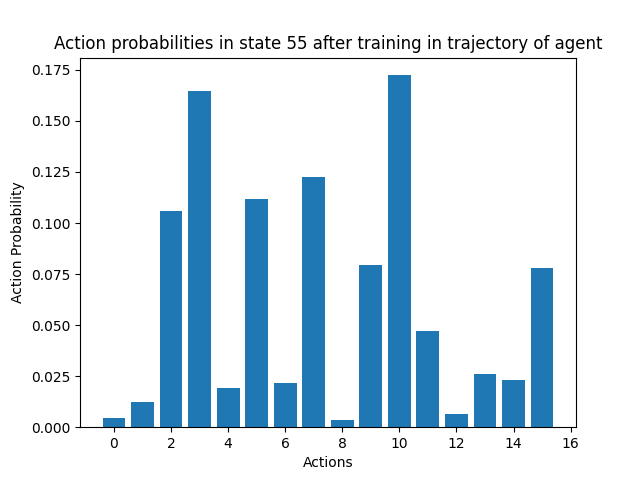 Action probabilities in state 55 after training in trajectory of agent
0.175
0.150
0.125
0.100
0.075
0.050
0.025
0.000
Action Probability
0 2 4 6 8 10 12 14 16
Actions